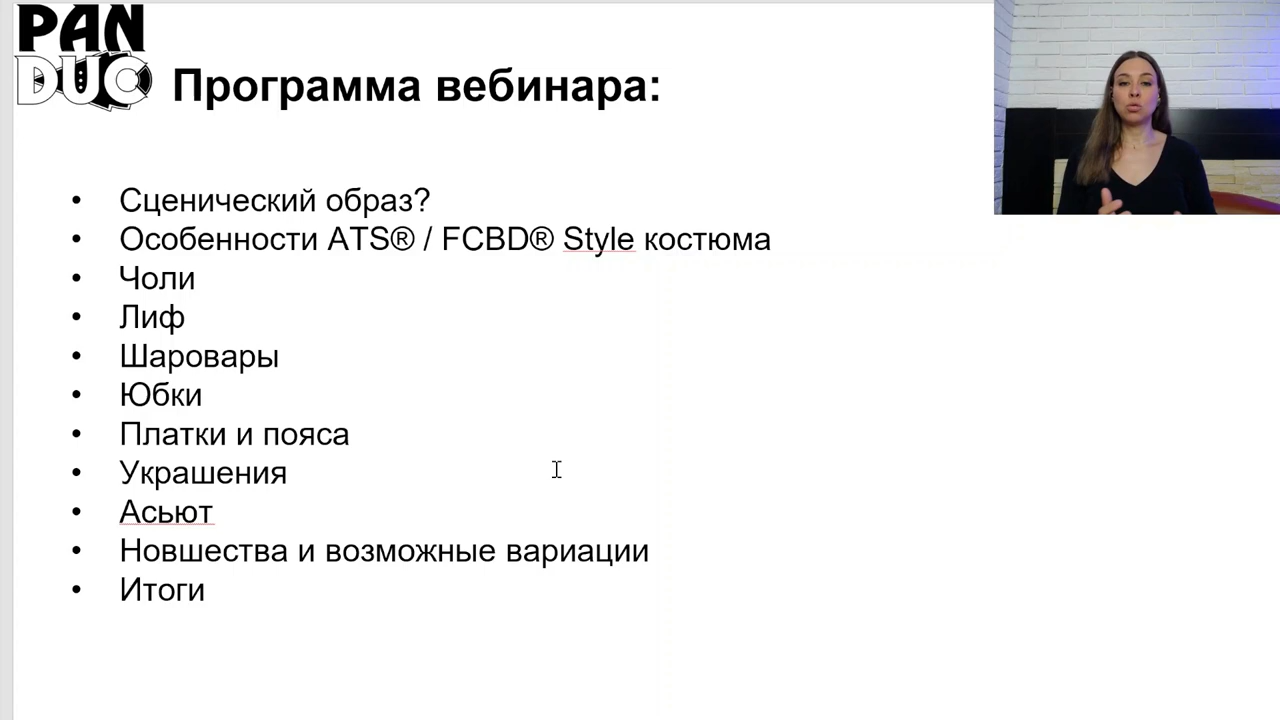 PAN
DUC
Программа вебинара:
• Сценический образ?
• Особенности ATS® / FCBD® Style костюма
• Чоли
• Лиф
• Шаровары
• Юбки
• Платки и пояса
• Украшения
• Асьют
• Новшества и возможные вариации
• Итоги